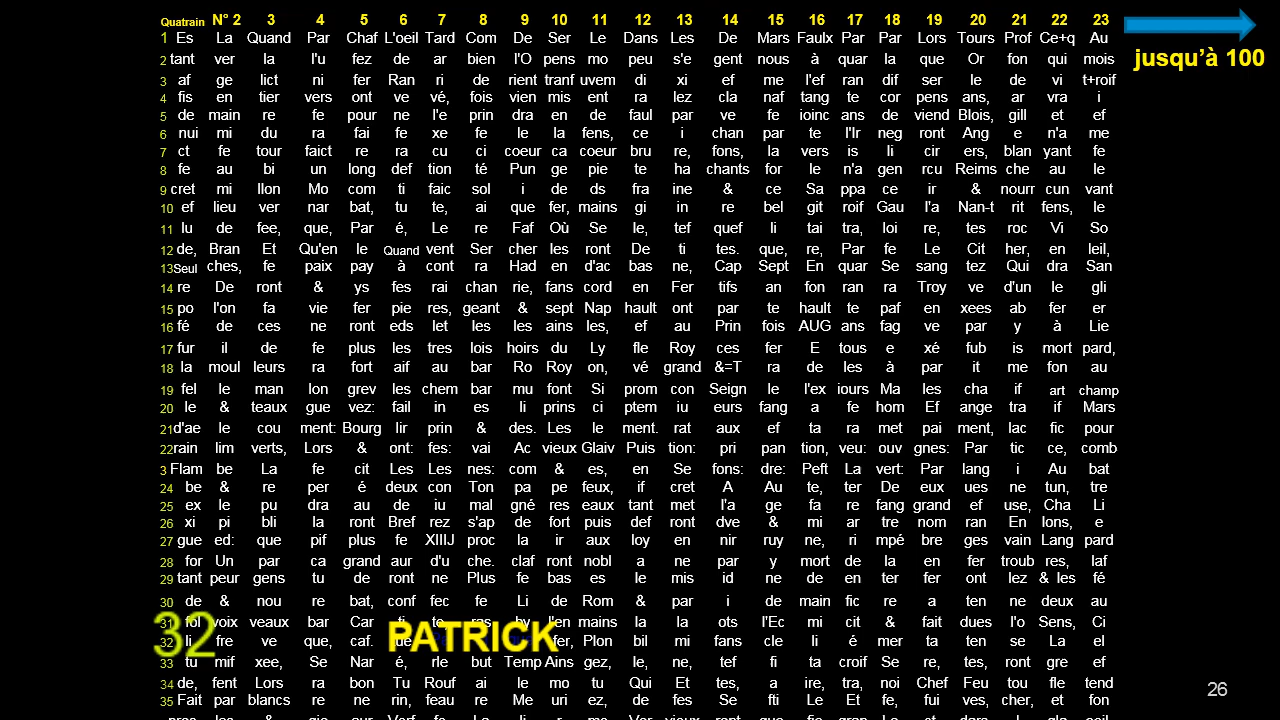 Quatrain N° 2 3 4 5 6 7 8 9 10 11 12 13 14 15 16 17 18 19 20 21 22 23
1 Es La Quand Par Chaf L'oeil Tard Com De Ser Le Dans Les De Mars Faulx Par Par Lors Tours Prof Ce+q Au
jusqu'à 100
2 tant ver la l'u fez de ar bien l'O pens mo peu s'e gent nous à quar la que Or fon qui mois
3 af ge lict ni fer Ran ri de rient tranf uvem di xi ef me l'ef ran dif ser le de vi t+roif
4 fis en tier vers ont ve vé, fois vien mis ent ra lez cla naf tang te cor pens ans, ar vra i
5 de main re fe pour ne l'e prin dra en de faul par ve fe ioinc ans de viend Blois, gill et ef
6 nui mi du ra fai fe xe fe le la fens, ce i chan par te l'Ir neg ront Ang e n'a me
7 ct fe tour faict re ra cu ci coeur ca coeur bru re, fons, la vers is li cir ers, blan yant fe
8 fe au bi un long def tion té Pun ge pie te ha chants for le n'a gen rcu Reims che au le
9 cret mi llon Mo com ti faic sol i de ds fra ine & ce Sa ppa ce ir & nourr cun vant
10 ef lieu ver nar bat, tu te, ai que fer, mains gi in re bel git roif Gau l'a Nan-t rit fens, le
11 lu de fee, que, Par é, Le re Faf Où Se le, tef quef li tai tra, loi re, tes roc Vi So
12 de, Bran Et Qu'en le Quand vent Ser cher les ront De ti tes. que, re, Par fe Le Cit her, en leil,
13 Seul ches, fe paix pay à cont ra Had en d'ac bas ne, Cap Sept En quar Se sang tez Qui dra San
14 re De ront & ys fes rai chan rie, fans cord en Fer tifs an fon ran ra Troy ve d'un le gli
15 po l'on fa vie fer pie res, geant & sept Nap hault ont par te hault te paf en xees ab fer er
16 fé de ces ne ront eds let les les ains les, ef au Prin fois AUG ans fag ve par y à Lie
17 fur il de fe plus les tres lois hoirs du Ly fle Roy ces fer E tous e xé fub is mort pard,
18 la moul leurs ra fort aif au bar Ro Roy on, vé grand &=T ra de les à par it me fon au
19 fel le man lon grev les chem bar mu font Si prom con Seign le l'ex iours Ma les cha if art champ
20 le & teaux gue vez: fail in es li prins ci ptem iu eurs fang a fe hom Ef ange tra if Mars
21 d'ae le cou ment: Bourg lir prin & des. Les le ment. rat aux ef ta ra met pai ment, lac fic pour
22 rain lim verts, Lors & ont: fes: vai Ac vieux Glaiv Puis tion: pri pan tion, veu: ouv gnes: Par tic ce, comb
3 Flam be La fe cit Les Les nes: com & es, en Se fons: dre: Peft La vert: Par lang i Au bat
24 be & re per é deux con Ton pa pe feux, if cret A Au te, ter De eux ues ne tun, tre
25 ex le pu dra au de iu mal gné res eaux tant met l'a ge fa re fang grand ef use, Cha Li
26 xi pi bli la ront Bref rez s'ap de fort puis def ront dve & mi ar tre nom ran En lons, e
27 gue ed: que pif plus fe XIIIJ proc la ir aux loy en nir ruy ne, ri mpé bre ges vain Lang pard
28 for Un par ca grand aur d'u che. claf ront nobl a ne par y mort de la en fer troub res, laf
29 tant peur gens tu de ront ne Plus fe bas es le mis id ne de en ter fer ont lez & les fé
30 de & nou re bat, conf fec fe Li de Rom & par i de main fic re a ten ne deux au
31 fol voix veaux bar Car l'en mains la la ots l'Ec mi cit & fait dues l'o Sens, Ci
32 PATRICK
32 li fre ve que, caf. fer, Plon bil mi fans cle li é mer ta ten se La el
33 tu mif xee, Se Nar é, rle but Temp Ains gez, le, ne, tef fi ta croif Se re, tes, ront gre ef
34 de, fent Lors ra bon Tu Rouf ai le mo tu Qui Et tes, a ire, tra, noi Chef Feu tou fle tend
35 Fait par blancs re ne rin, feau re Me uri ez, de fes Se fti Le Et fe, fui ves, cher, et fon
26